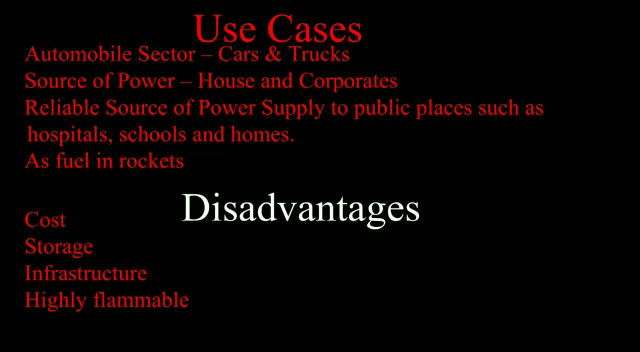 Use Cases
Automobile Sector – Cars & Trucks
Source of Power – House and Corporates
Reliable Source of Power Supply to public places such as
hospitals, schools and homes.
As fuel in rockets
Disadvantages
Cost
Storage
Infrastructure
Highly flammable